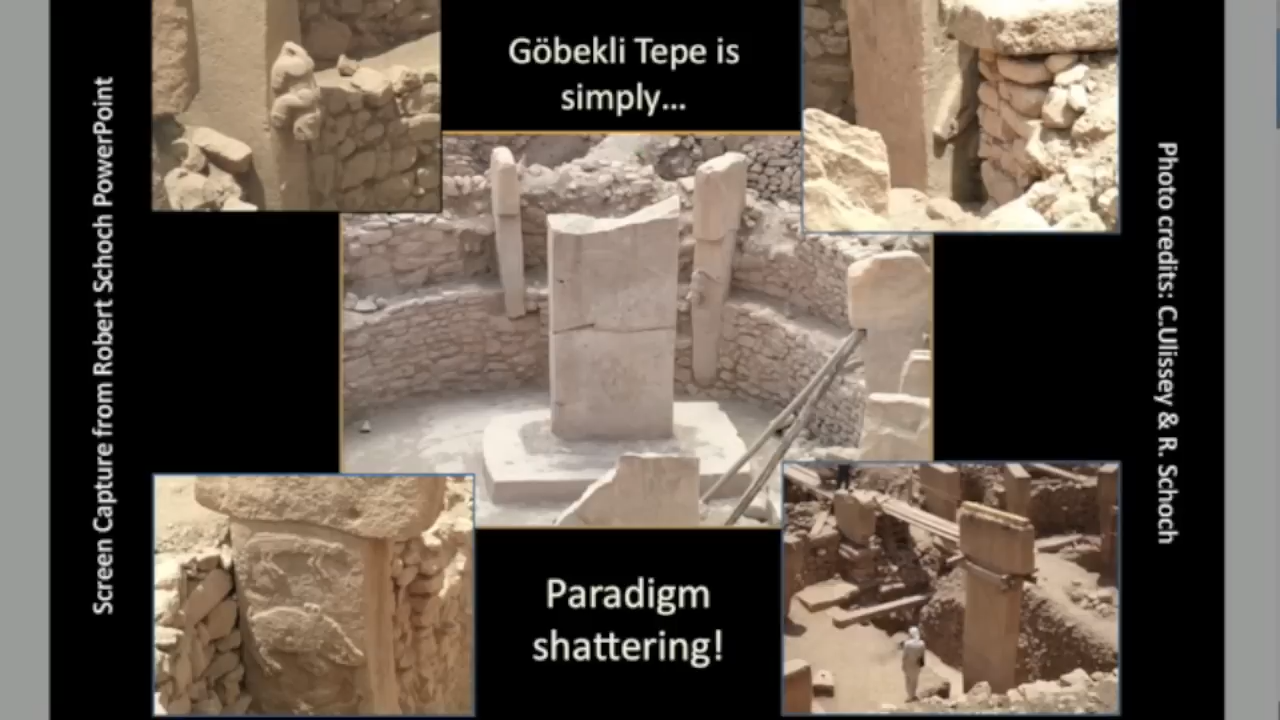 Göbekli Tepe is
simply...
Screen Capture from Robert Schoch PowerPoint
Photo credits: C.Ulissey & R. Schoch
Paradigm
shattering!